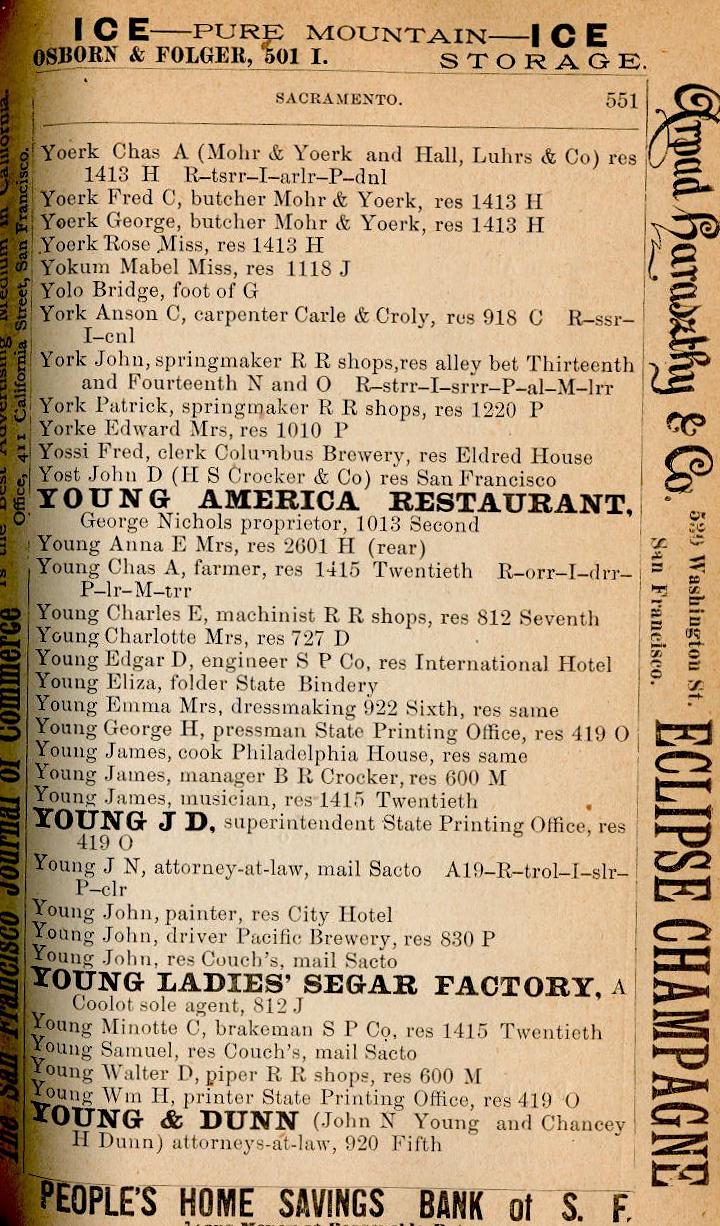 ICE—PURE MOUNTAIN—ICE
OSBORN & FOLGER, 501 I. STORAGE.
SACRAMENTO. 551
Yoerk Chas A (Mohr & Yoerk and Hall, Luhrs & Co) res
1413 H R–tsrr–I–arlr–P–dnl
Yoerk Fred C, butcher Mohr & Yoerk, res 1413 H
Yoerk George, butcher Mohr & Yoerk, res 1413 H
Yoerk Rose Miss, res 1413 H
Yokum Mabel Miss, res 1118 J
Yolo Bridge, foot of G
York Anson C, carpenter Carle & Croly, res 918 C R–ssr–
I–cnl
York John, springmaker R R shops,res alley bet Thirteenth
and Fourteenth N and O R–strr–I–srrr–P–al–M–lrr
York Patrick, springmaker R R shops, res 1220 P
Yorke Edward Mrs, res 1010 P
Yossi Fred, clerk Columbus Brewery, res Eldred House
Yost John D (H S Crocker & Co) res San Francisco
YOUNG AMERICA RESTAURANT,
George Nichols proprietor, 1013 Second
Young Anna E Mrs, res 2601 H (rear)
Young Chas A, farmer, res 1415 Twentieth R–orr–I–drr–
P–lr–M–trr
Young Charles E, machinist R R shops, res 812 Seventh
Young Charlotte Mrs, res 727 D
Young Edgar D, engineer S P Co, res International Hotel
Young Eliza, folder State Bindery
Young Emma Mrs, dressmaking 922 Sixth, res same
Young George H, pressman State Printing Office, res 419 O
Young James, cook Philadelphia House, res same
Young James, manager B R Crocker, res 600 M
Young James, musician, res 1415 Twentieth
YOUNG J D, superintendent State Printing Office, res
419 O
Young J N, attorney-at-law, mail Sacto A19–R–trol–I–slr–
P–clr
Young John, painter, res City Hotel
Young John, driver Pacific Brewery, res 830 P
Young John, res Couch's, mail Sacto
YOUNG LADIES' SEGAR FACTORY, A
Coolot sole agent, 812 J
Young Minotte C, brakeman S P Co, res 1415 Twentieth
Young Samuel, res Couch's, mail Sacto
Young Walter D, piper R R shops, res 600 M
Young Wm H, printer State Printing Office, res 419 O
YOUNG & DUNN (John N Young and Chancey
H Dunn) attorneys-at-law, 920 Fifth
PEOPLE'S HOME SAVINGS BANK of S. F.
Arpad Haraszthy & Co. 539 Washington St.
San Francisco.
ECLIPSE CHAMPAGNE
The San Francisco Journal of Commerce is the Best Advertising Medium in California.
Office, 411 California Street, San Francisco.